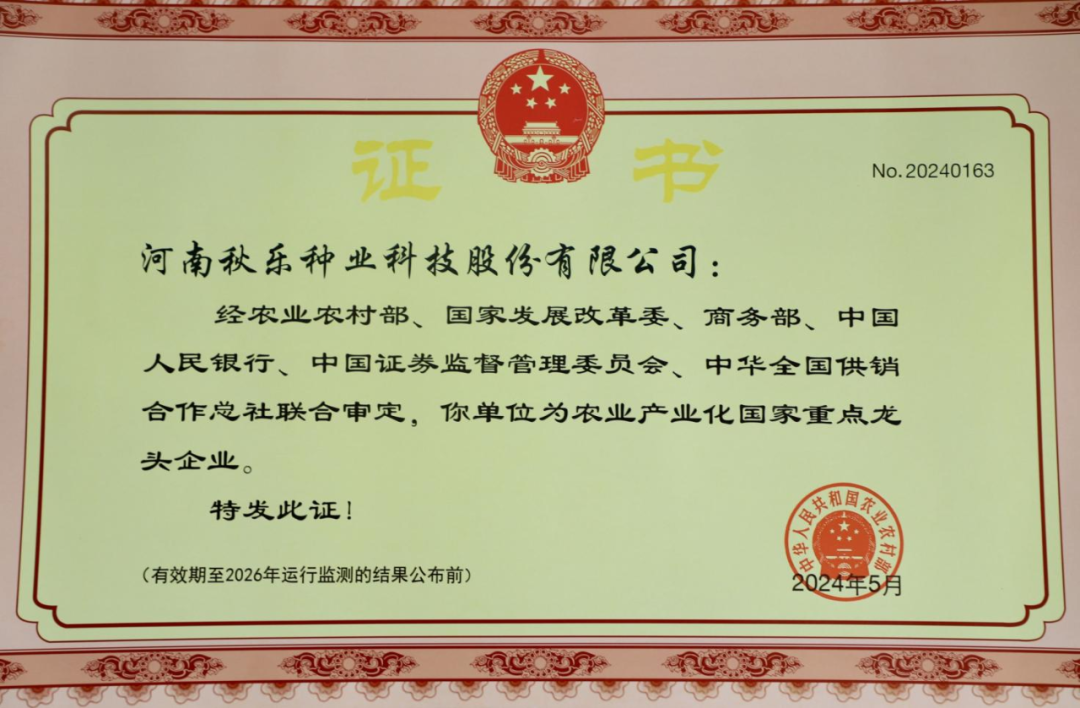 证书
No.20240163
河南秋乐种业科技股份有限公司：
经农业农村部、国家发展改革委、商务部、中国
人民银行、中国证券监督管理委员会、中华全国供销
合作总社联合审定，你单位为农业产业化国家重点龙
头企业。
特发此证！
（有效期至2026年运行监测的结果公布前）
中华人民共和国农业农村部
2024年5月